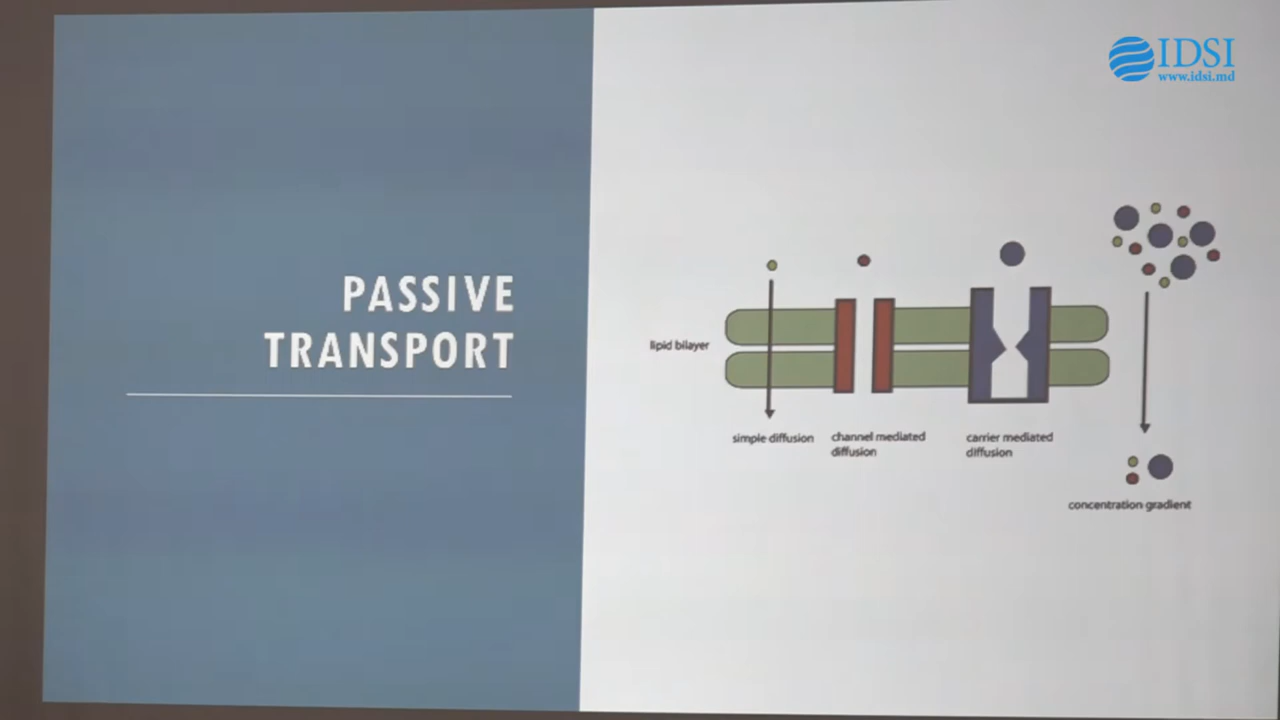 IDSI
www.idsi.md
PASSIVE
TRANSPORT
lipid bilayer
simple diffusion
channel mediated
diffusion
carrier mediated
diffusion
concentration gradient